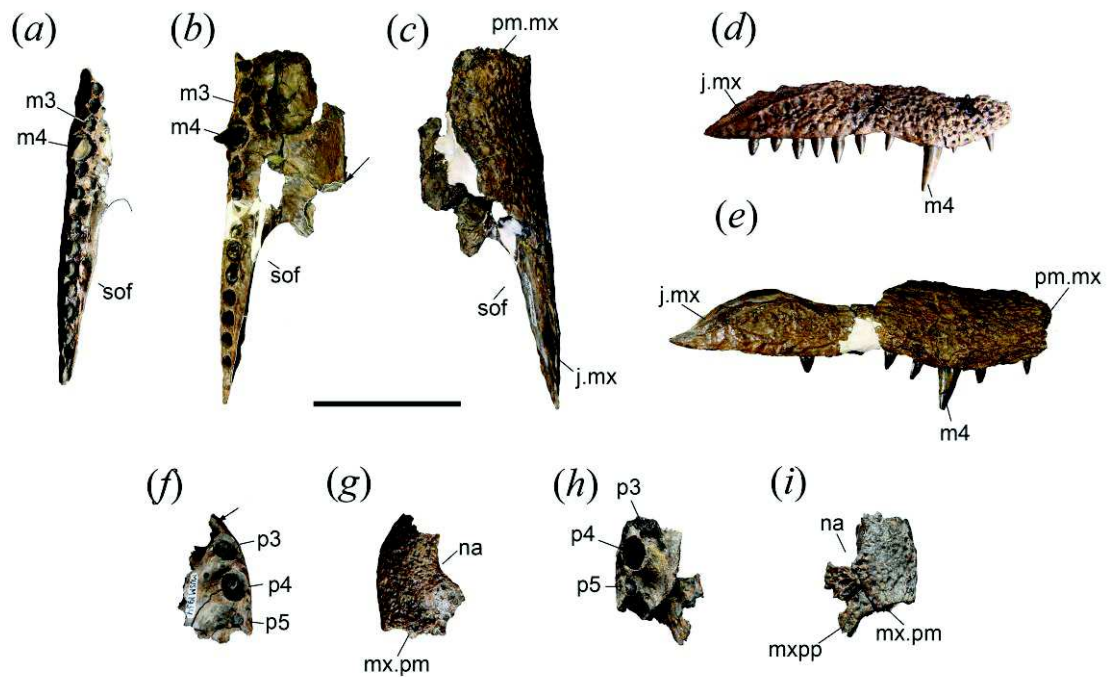 (a)
(b)
(c)
pm.mx
(d)
m3
m4
m3
m4
j.mx
m4
sof
sof
sof
j.mx
(e)
pm.mx
j.mx
m4
(f)
p3
p4
p5
(g)
na
mx.pm
(h)
p3
p4
p5
(i)
na
mxpp
mx.pm